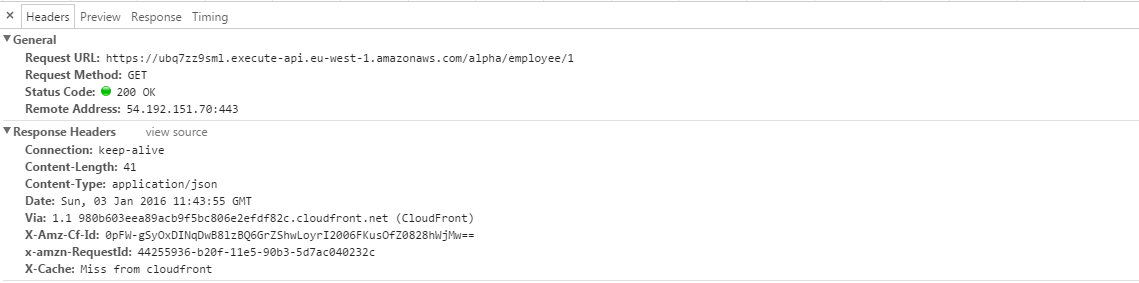 × Headers Preview Response Timing
▼General
Request URL: https://ubq7zz9sml.execute-api.eu-west-1.amazonaws.com/alpha/employee/1
Request Method: GET
Status Code: 200 OK
Remote Address: 54.192.151.70:443
▼Response Headers view source
Connection: keep-alive
Content-Length: 41
Content-Type: application/json
Date: Sun, 03 Jan 2016 11:43:55 GMT
Via: 1.1 980b603eea89acb9f5bc806e2efdf82c.cloudfront.net (CloudFront)
X-Amz-Cf-Id: 0pFW-gSyOxDINqDwB8lzBQ6GrZShwLoyrI2006FKusOfZ0828hWjMw==
x-amzn-RequestId: 44255936-b20f-11e5-90b3-5d7ac040232c
X-Cache: Miss from cloudfront